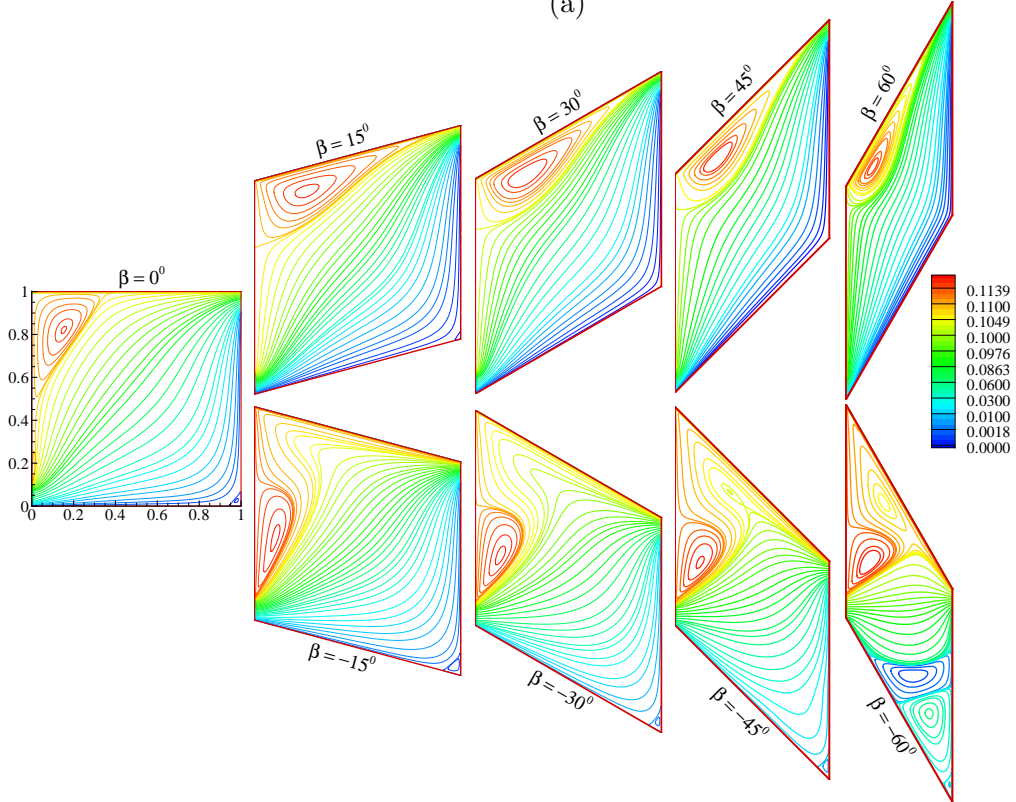 (a)
β = 60⁰
β = 45⁰
β = 30⁰
β = 15⁰
β = 0⁰
1
0.8
0.6
0.4
0.2
0
0 0.2 0.4 0.6 0.8 1
0.1139
0.1100
0.1049
0.1000
0.0976
0.0863
0.0600
0.0300
0.0100
0.0018
0.0000
β = −15⁰
β = −30⁰
β = −45⁰
β = −60⁰